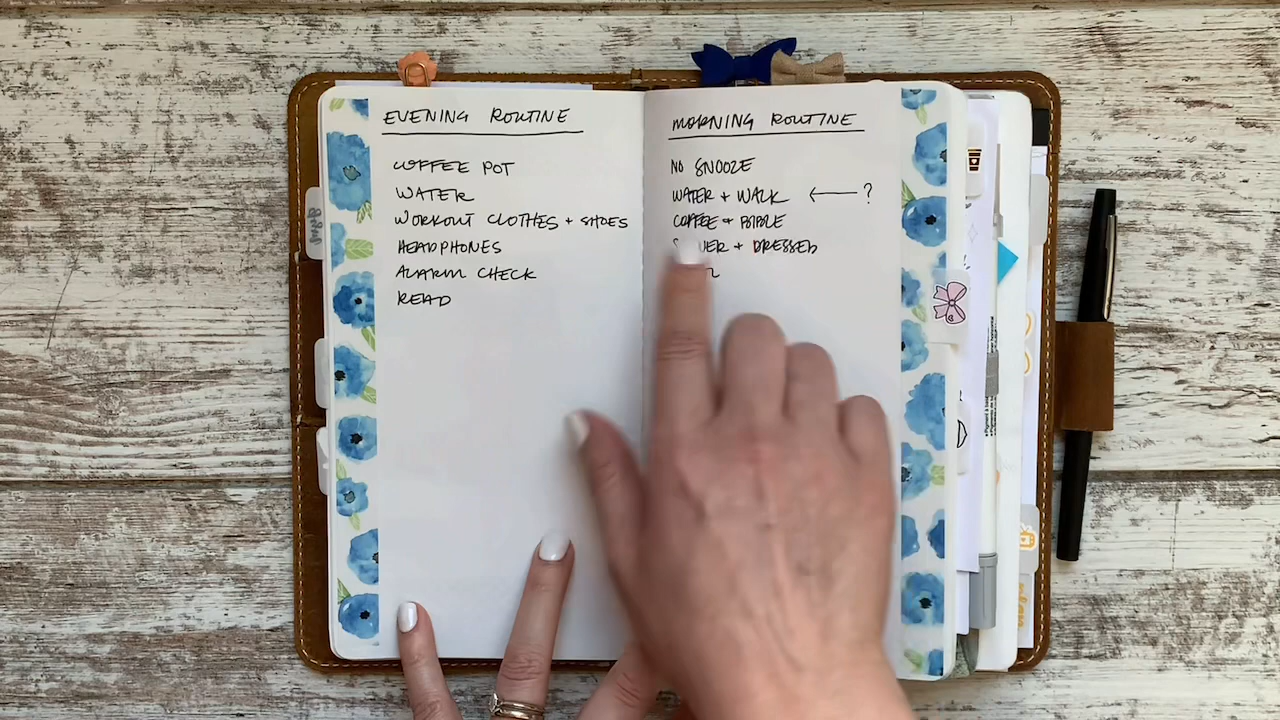 EVENING ROUTINE
COFFEE POT
WATER
WORKOUT CLOTHES + SHOES
HEADPHONES
ALARM CHECK
READ
MORNING ROUTINE
NO SNOOZE
WATER + WALK ← ?
COFFEE + BIBLE
+ DRESSED